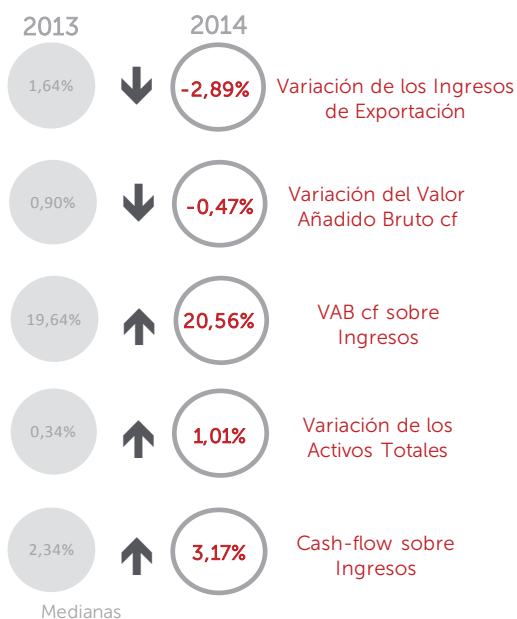 2013 2014
1,64% -2,89% Variación de los Ingresos
de Exportación
0,90% -0,47% Variación del Valor
Añadido Bruto cf
19,64% 20,56% VAB cf sobre
Ingresos
0,34% 1,01% Variación de los
Activos Totales
2,34% 3,17% Cash-flow sobre
Ingresos
Medianas